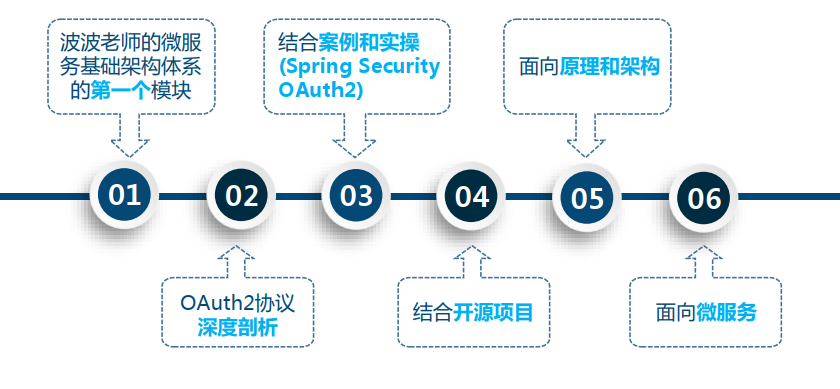 波波老师的微服
务基础架构体系
的第一个模块
结合案例和实操
(Spring Security
OAuth2)
面向原理和架构
01
02
03
04
05
06
OAuth2协议
深度剖析
结合开源项目
面向微服务